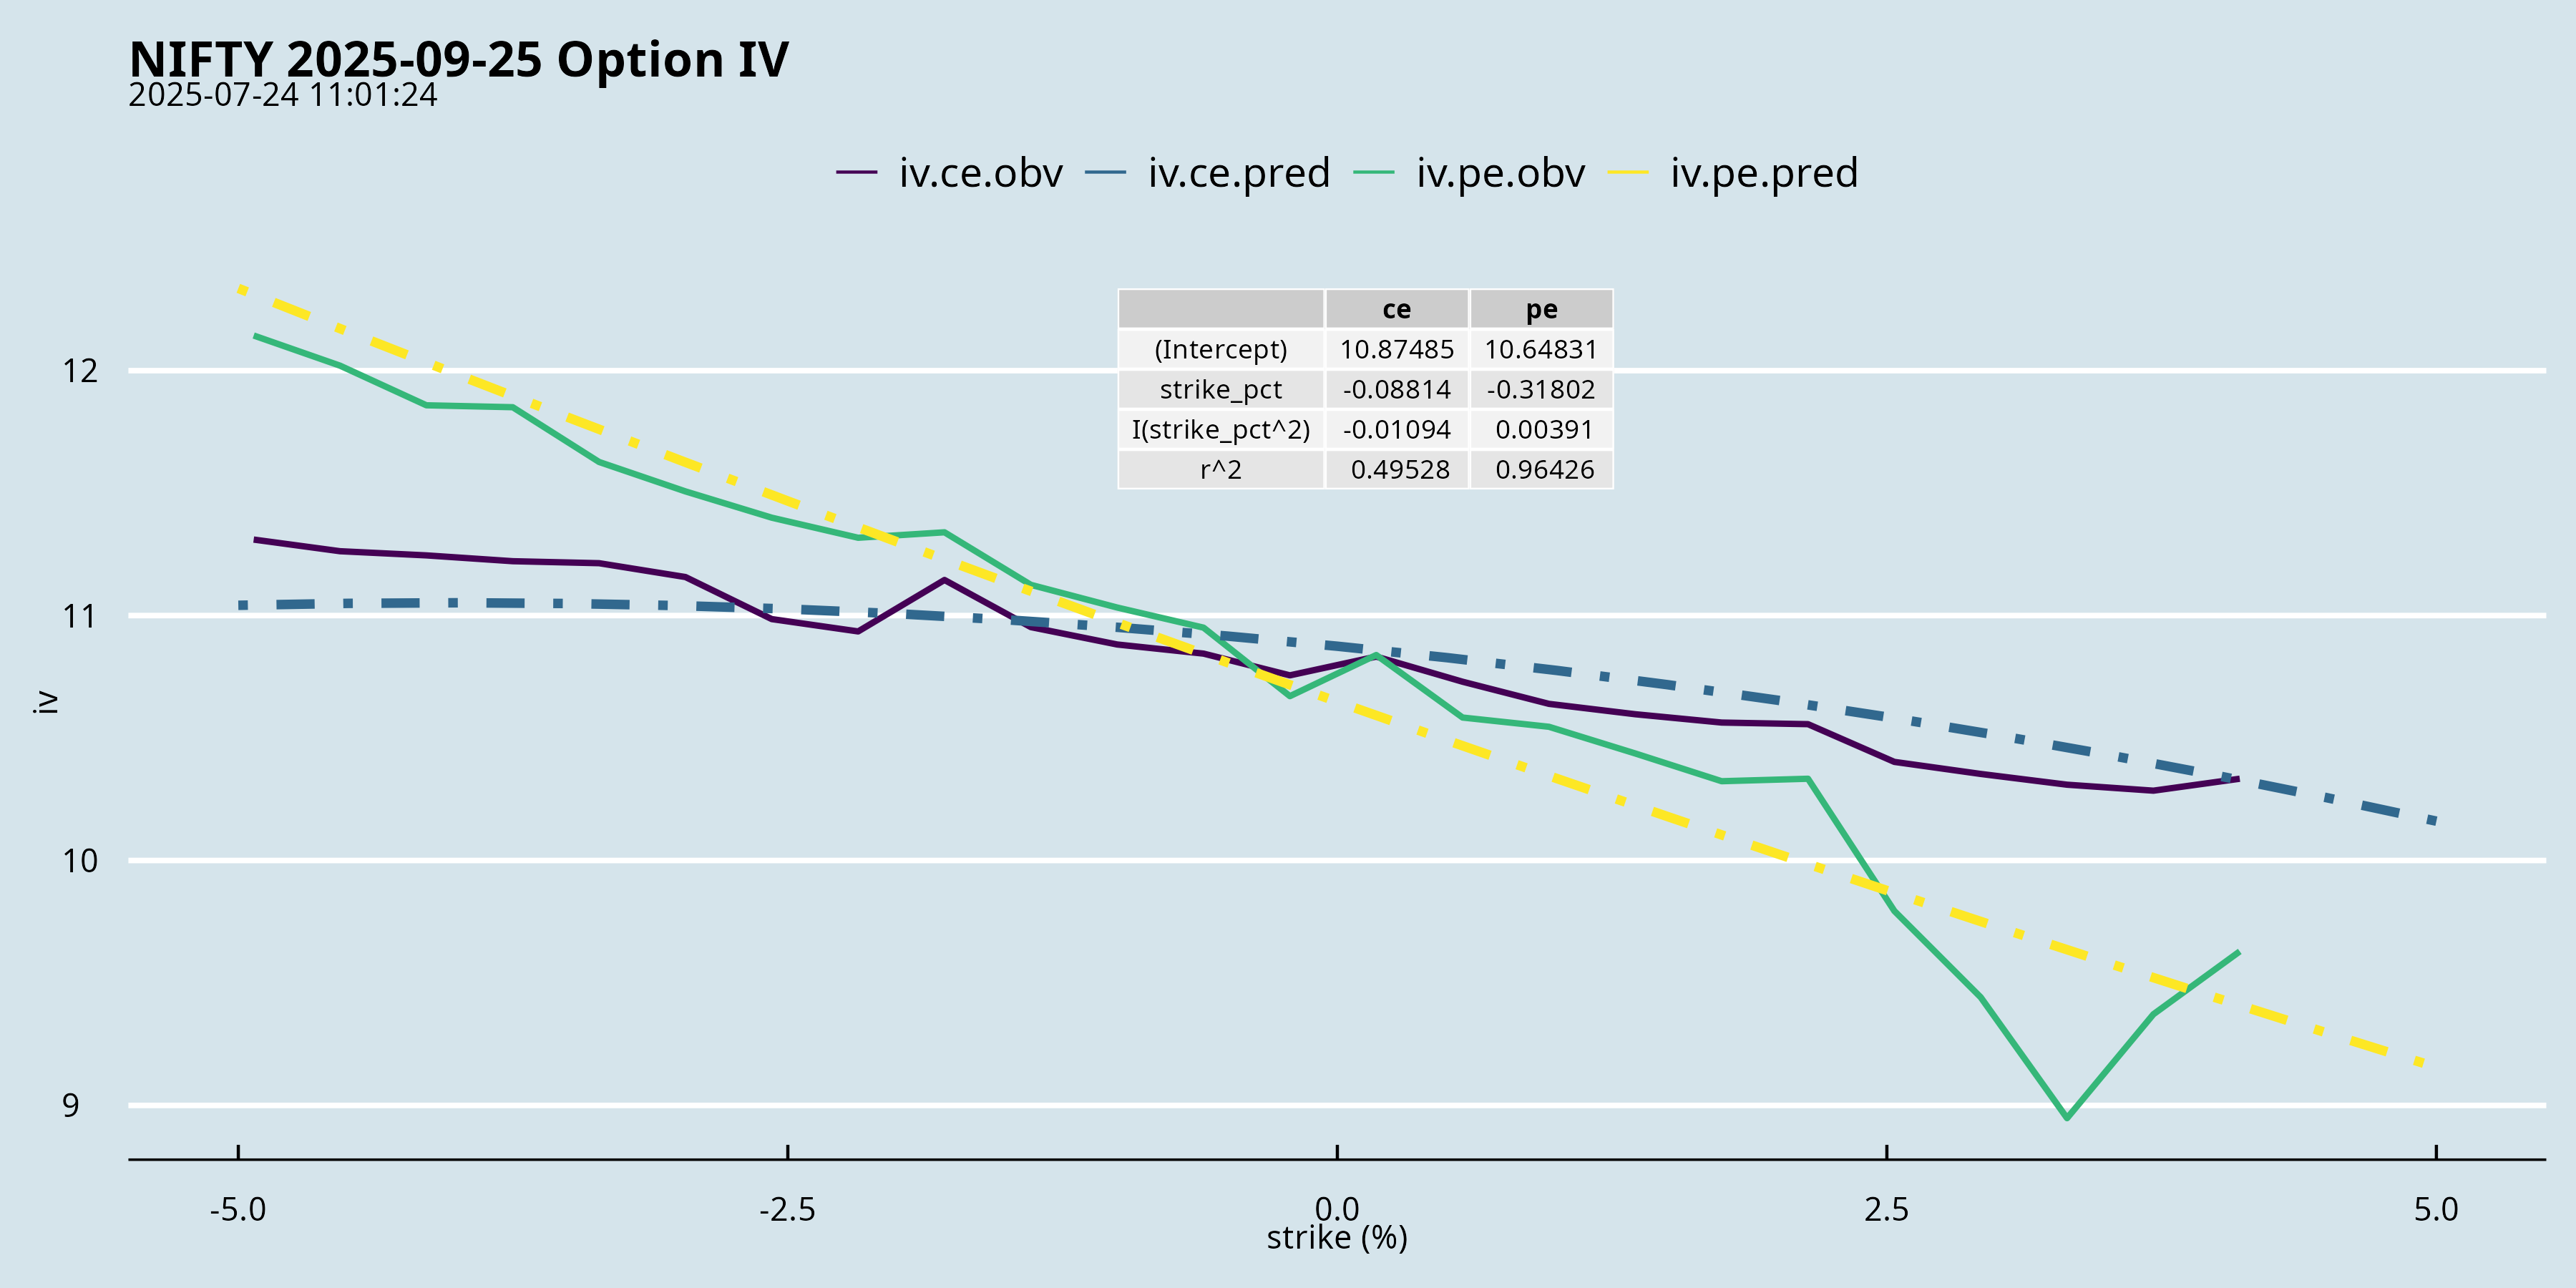 NIFTY 2025-09-25 Option IV
2025-07-24 11:01:24
iv.ce.obv iv.ce.pred iv.pe.obv iv.pe.pred
ce pe
(Intercept) 10.87485 10.64831
strike_pct -0.08814 -0.31802
I(strike_pct^2) -0.01094 0.00391
r^2 0.49528 0.96426
12
11
10
9
iv
-5.0 -2.5 0.0 2.5 5.0
strike (%)